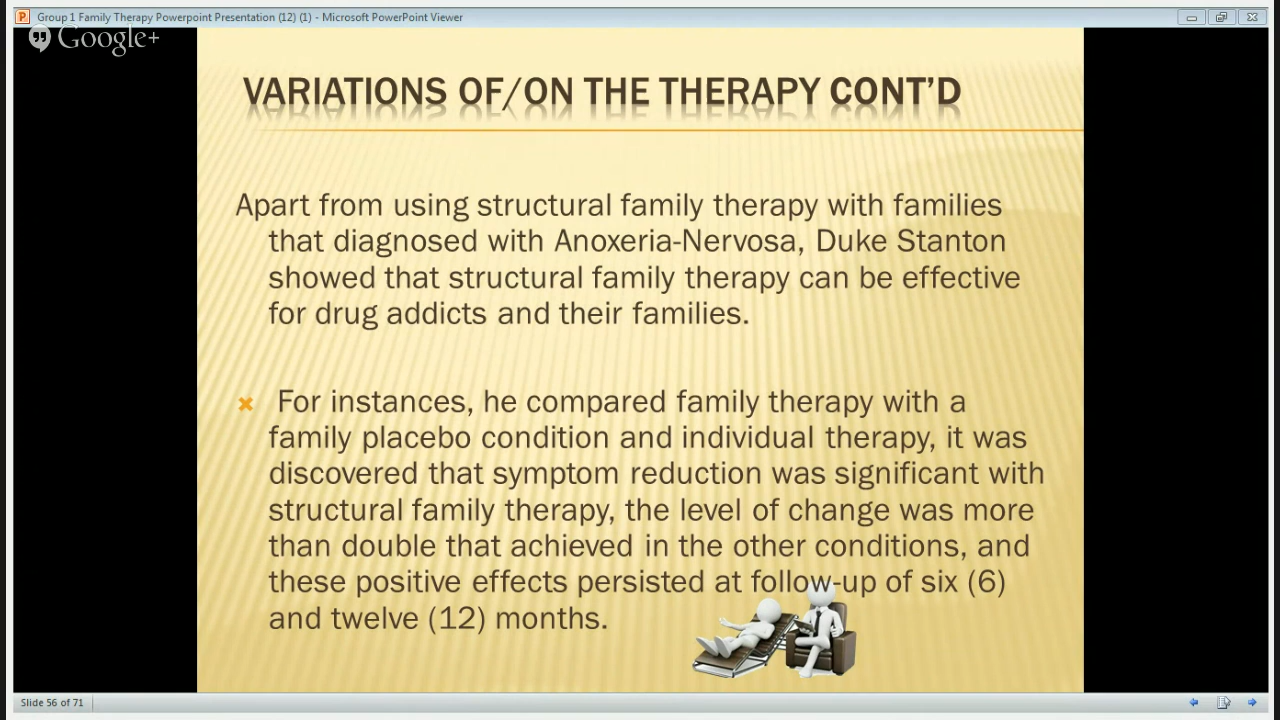 Group 1 Family Therapy Powerpoint Presentation (12) (1) - Microsoft PowerPoint Viewer
Google+
VARIATIONS OF/ON THE THERAPY CONT'D
Apart from using structural family therapy with families
that diagnosed with Anoxeria-Nervosa, Duke Stanton
showed that structural family therapy can be effective
for drug addicts and their families.
For instances, he compared family therapy with a
family placebo condition and individual therapy, it was
discovered that symptom reduction was significant with
structural family therapy, the level of change was more
than double that achieved in the other conditions, and
these positive effects persisted at follow-up of six (6)
and twelve (12) months.
Slide 56 of 71